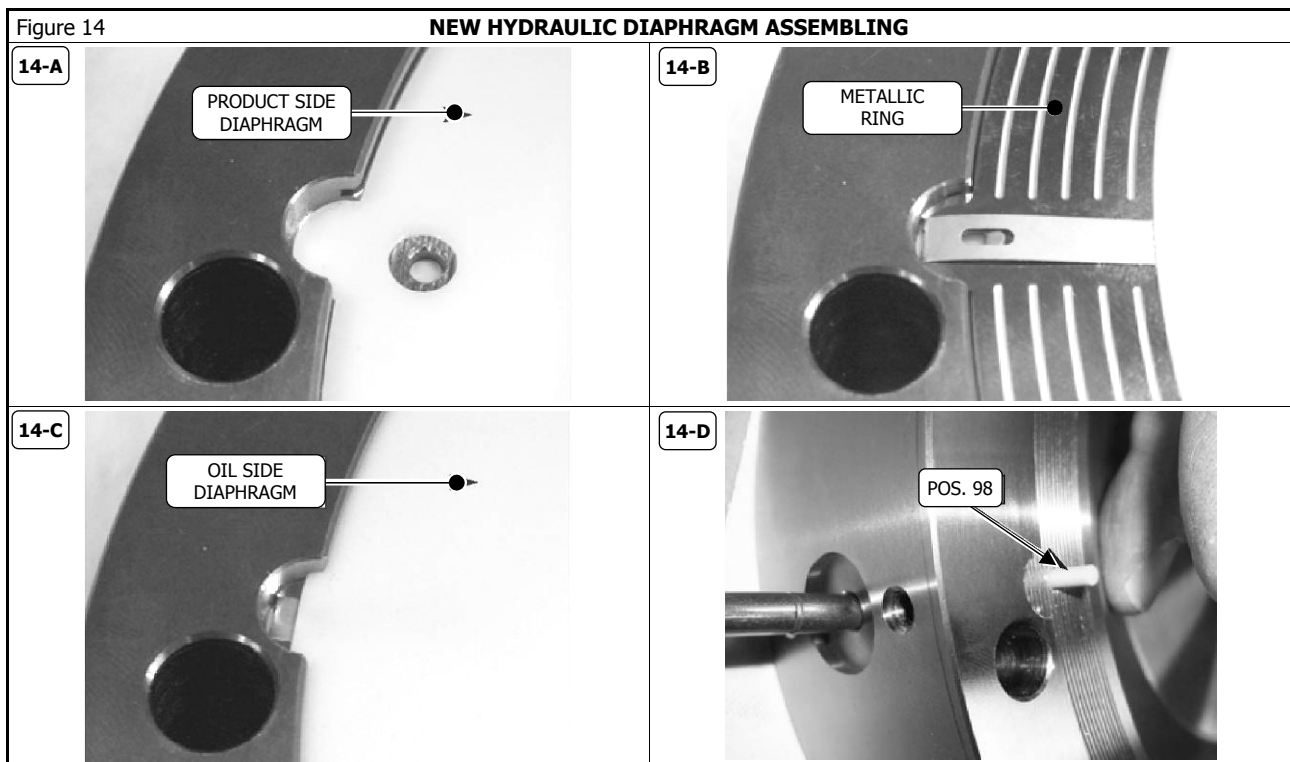 Figure 14
NEW HYDRAULIC DIAPHRAGM ASSEMBLING
14-A
PRODUCT SIDE
DIAPHRAGM
14-B
METALLIC
RING
14-C
OIL SIDE
DIAPHRAGM
14-D
POS. 98